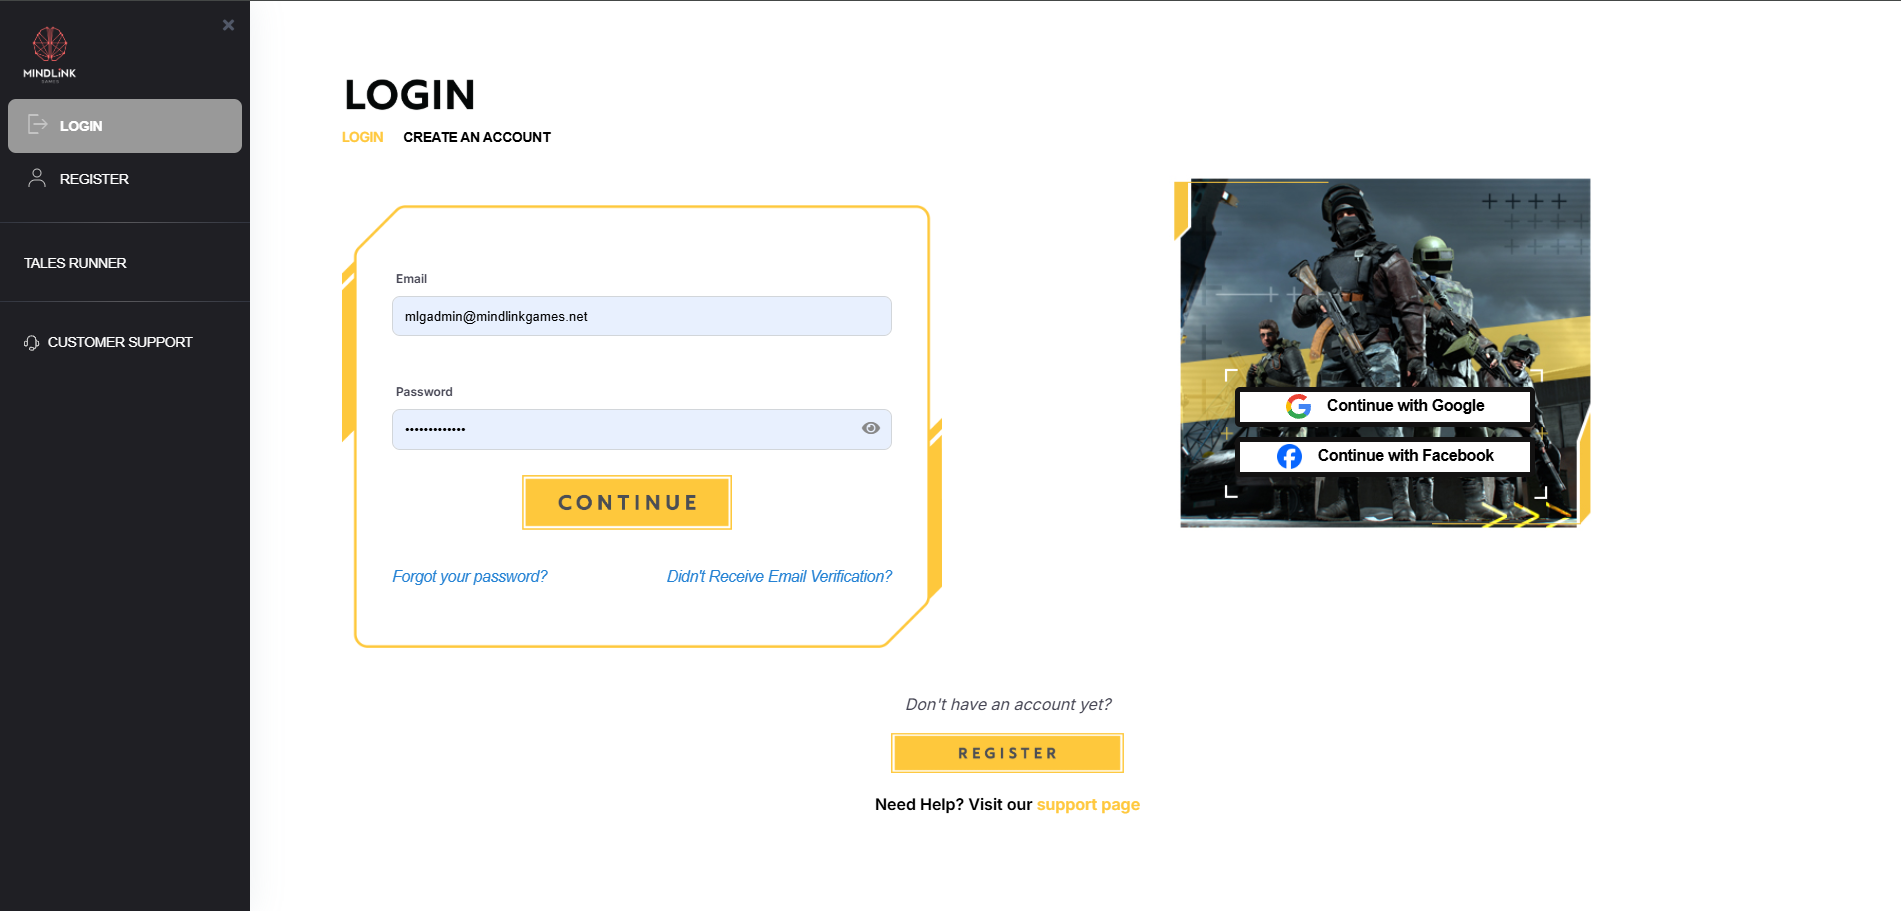 MINDLiNK
GAMES
LOGIN
REGISTER
TALES RUNNER
CUSTOMER SUPPORT
LOGIN
LOGIN CREATE AN ACCOUNT
Email
mlgadmin@mindlinkgames.net
Password
•••••••••••••
CONTINUE
Forgot your password? Didn't Receive Email Verification?
Continue with Google
Continue with Facebook
Don't have an account yet?
REGISTER
Need Help? Visit our support page